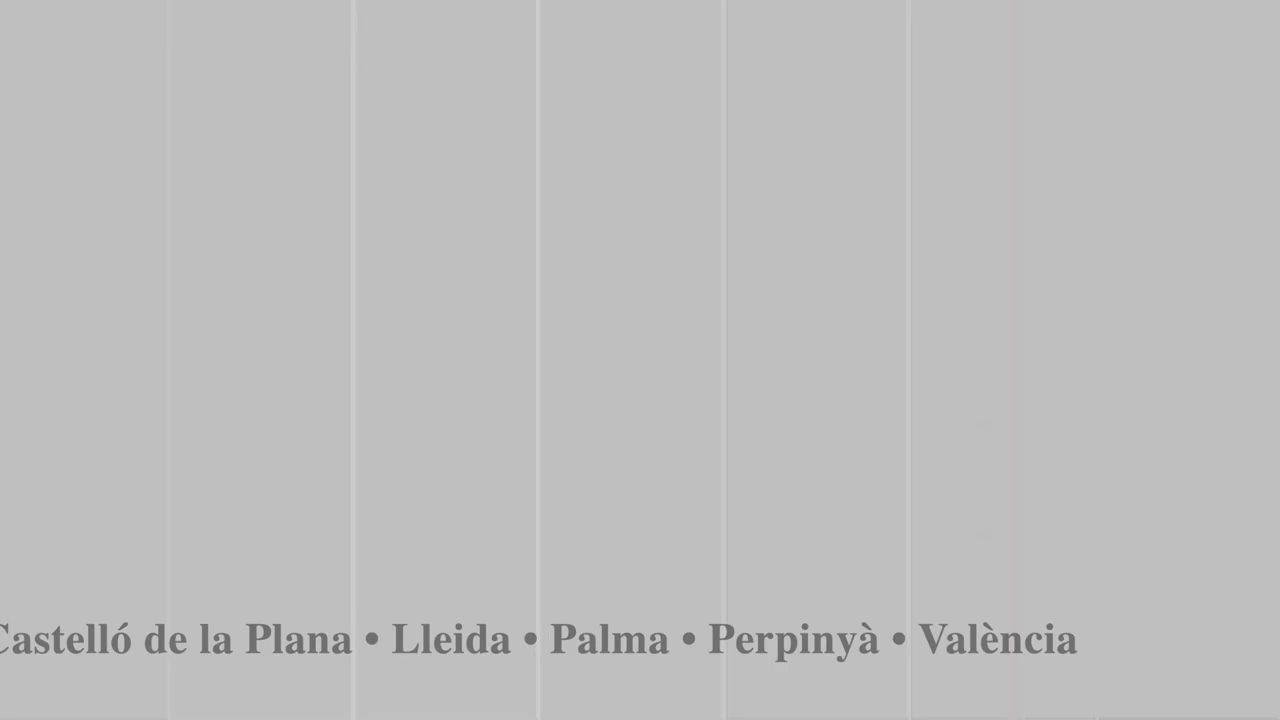 Castelló de la Plana • Lleida • Palma • Perpinyà • València